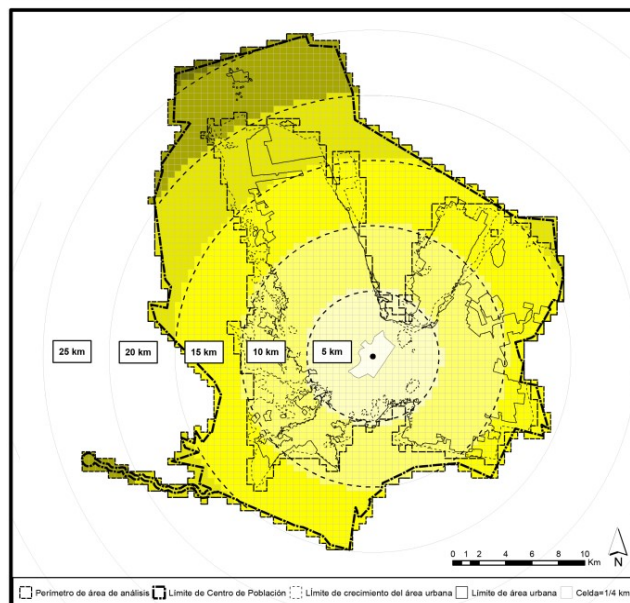 25 km
20 km
15 km
10 km
5 km
0 1 2 4 6 8 10
Km
N
Perímetro de área de análisis
Límite de Centro de Población
Límite de crecimiento del área urbana
Límite de área urbana
Celda=1/4 km